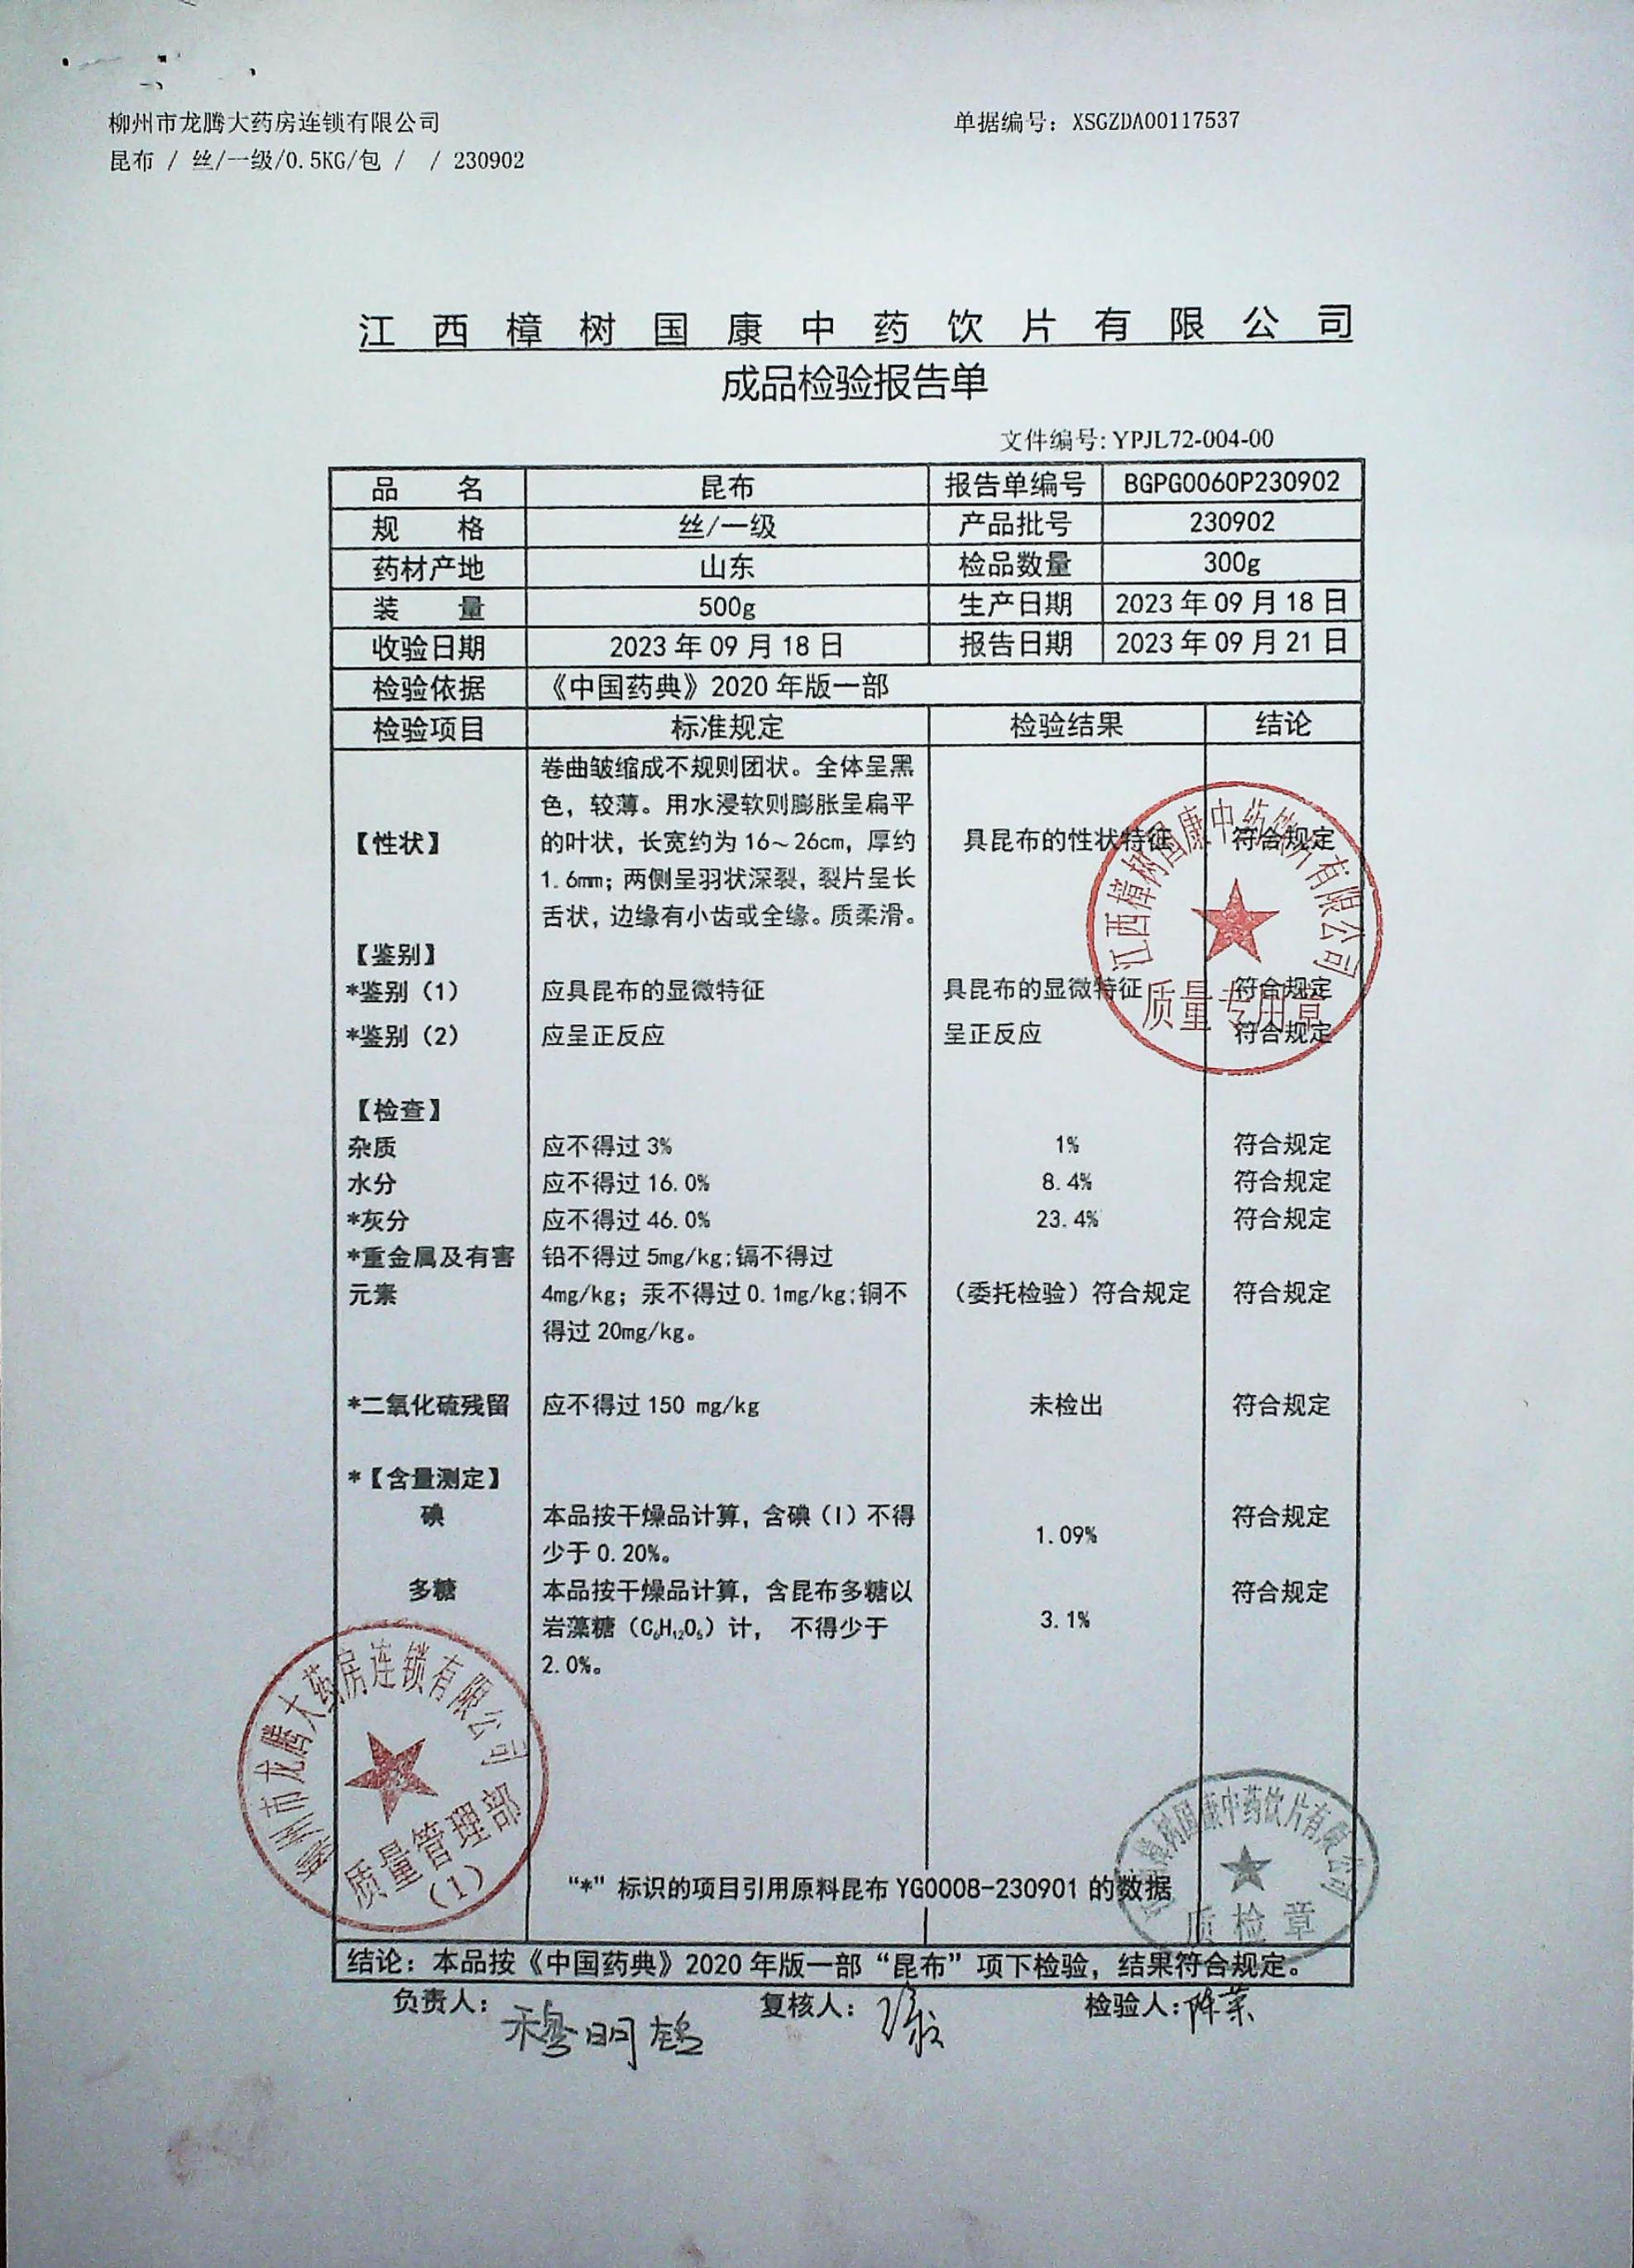 柳州市龙腾大药房连锁有限公司 单据编号：XSGZDA00117537
昆布 / 丝/一级/0.5KG/包 / / 230902
江西樟树国康中药饮片有限公司
成品检验报告单
文件编号:YPJL72-004-00
品 名 昆布 报告单编号 BGPG0060P230902
规 格 丝/一级 产品批号 230902
药材产地 山东 检品数量 300g
装 量 500g 生产日期 2023年09月18日
收验日期 2023年09月18日 报告日期 2023年09月21日
检验依据 《中国药典》2020年版一部
检验项目 标准规定 检验结果 结论
卷曲皱缩成不规则团状。全体呈黑
色，较薄。用水浸软则膨胀呈扁平
【性状】 的叶状，长宽约为16～26cm，厚约 具昆布的性状特征 符合规定
1.6mm；两侧呈羽状深裂，裂片呈长
舌状，边缘有小齿或全缘。质柔滑。
【鉴别】
*鉴别（1） 应具昆布的显微特征 具昆布的显微特征 符合规定
*鉴别（2） 应呈正反应 呈正反应 符合规定
江西樟树国康中药饮片有限公司
质量专用章
【检查】
杂质 应不得过3% 1% 符合规定
水分 应不得过16.0% 8.4% 符合规定
*灰分 应不得过46.0% 23.4% 符合规定
*重金属及有害 铅不得过5mg/kg;镉不得过
元素 4mg/kg；汞不得过0.1mg/kg;铜不 （委托检验）符合规定 符合规定
得过20mg/kg。
*二氧化硫残留 应不得过150 mg/kg 未检出 符合规定
*【含量测定】
碘 本品按干燥品计算，含碘（I）不得 1.09% 符合规定
少于0.20%。
多糖 本品按干燥品计算，含昆布多糖以 符合规定
岩藻糖（C₆H₁₂O₅）计， 不得少于 3.1%
2.0%。
柳州市龙腾大药房连锁有限公司
质量管理部
（1）
“*”标识的项目引用原料昆布YG0008-230901的数据
江西樟树国康中药饮片有限公司
质检章
结论：本品按《中国药典》2020年版一部“昆布”项下检验，结果符合规定。
负责人： 复核人： 检验人：